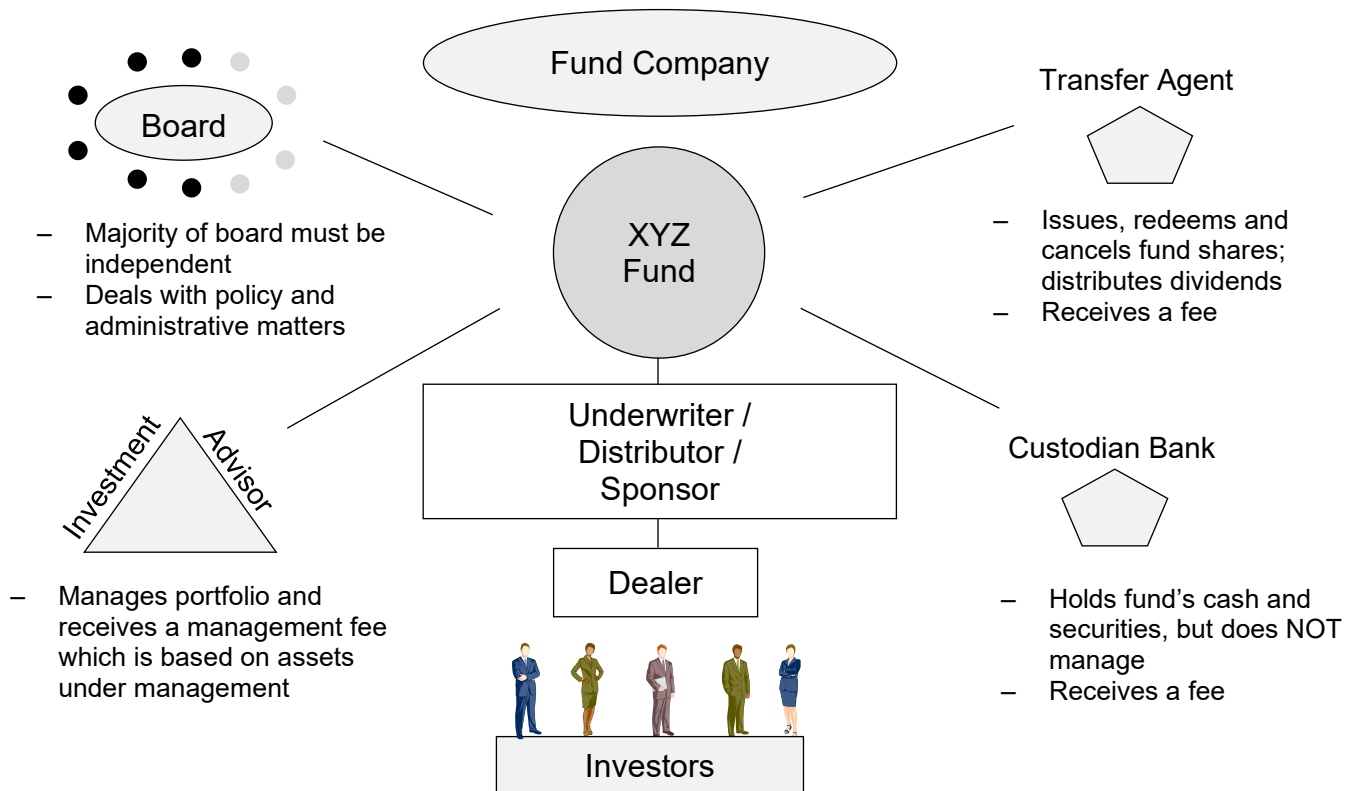 Fund Company
Board
– Majority of board must be
independent
– Deals with policy and
administrative matters
Transfer Agent
– Issues, redeems and
cancels fund shares;
distributes dividends
– Receives a fee
XYZ
Fund
Investment
Advisor
– Manages portfolio and
receives a management fee
which is based on assets
under management
Underwriter /
Distributor /
Sponsor
Dealer
Investors
Custodian Bank
– Holds fund’s cash and
securities, but does NOT
manage
– Receives a fee